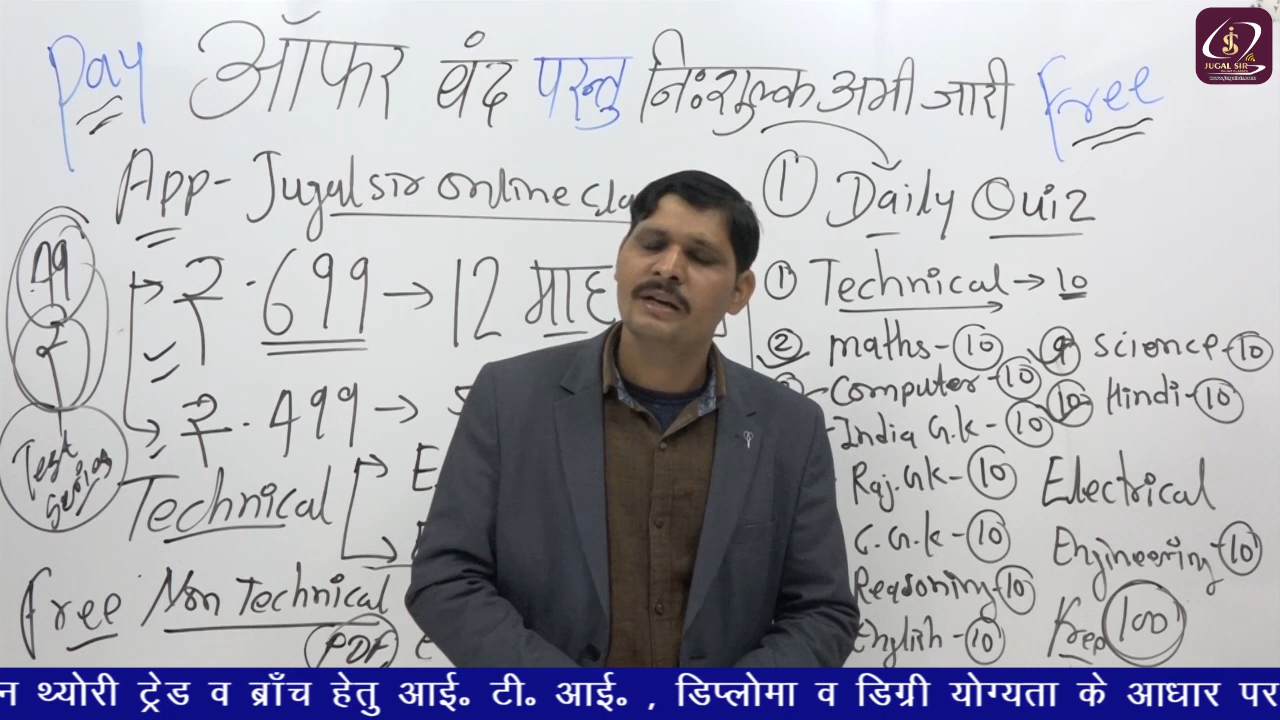 Pay ऑफर बंद परन्तु निःशुल्क अभी जारी Free
JUGAL SIR
App- Jugal sir online Cla
99
₹
Test Series
₹. 699 → 12 माह
₹. 499 →
Technical
Free Non Technical
PDF
① Daily Quiz
① Technical → 10
② maths - 10
Computer - 10
India G.K - 10
Raj. GK - 10
C.G.K - 10
Reasoning - 10
English - 10
⑨ Science - 10
⑩ Hindi - 10
Electrical
Engineering - 10
Free 100
न थ्योरी ट्रेड व ब्राँच हेतु आई॰ टी॰ आई॰ , डिप्लोमा व डिग्री योग्यता के आधार पर